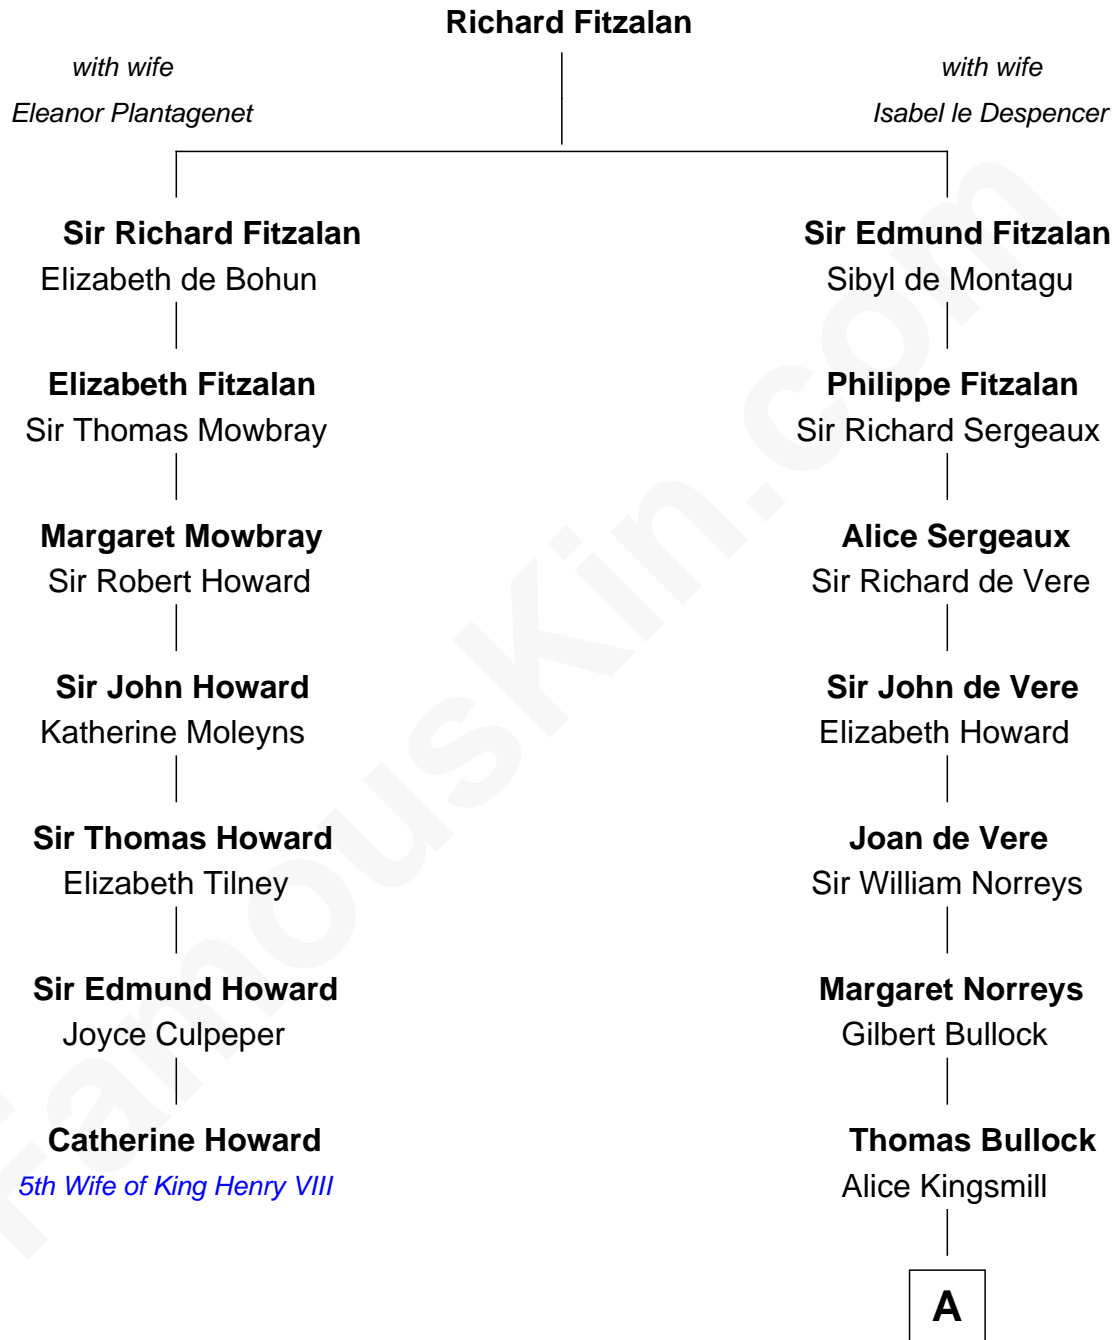 Richard Fitzalan
with wife
Eleanor Plantagenet
with wife
Isabel le Despencer
Sir Richard Fitzalan
Elizabeth de Bohun
Sir Edmund Fitzalan
Sibyl de Montagu
Elizabeth Fitzalan
Sir Thomas Mowbray
Philippe Fitzalan
Sir Richard Sergeaux
Margaret Mowbray
Sir Robert Howard
Alice Sergeaux
Sir Richard de Vere
Sir John Howard
Katherine Moleyns
Sir John de Vere
Elizabeth Howard
Sir Thomas Howard
Elizabeth Tilney
Joan de Vere
Sir William Norreys
Sir Edmund Howard
Joyce Culpeper
Margaret Norreys
Gilbert Bullock
Catherine Howard
5th Wife of King Henry VIII
Thomas Bullock
Alice Kingsmill
A
FamousKin.com